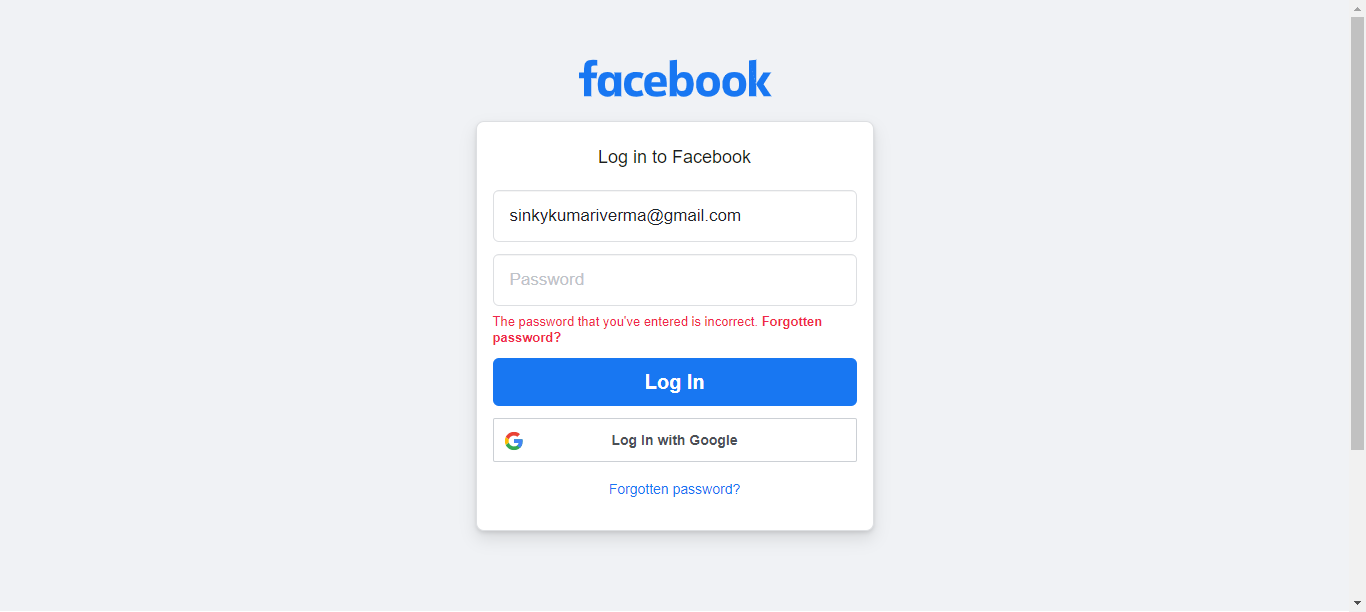 facebook
Log in to Facebook
sinkykumariverma@gmail.com
Password
The password that you've entered is incorrect. Forgotten
password?
Log In
Log In with Google
Forgotten password?